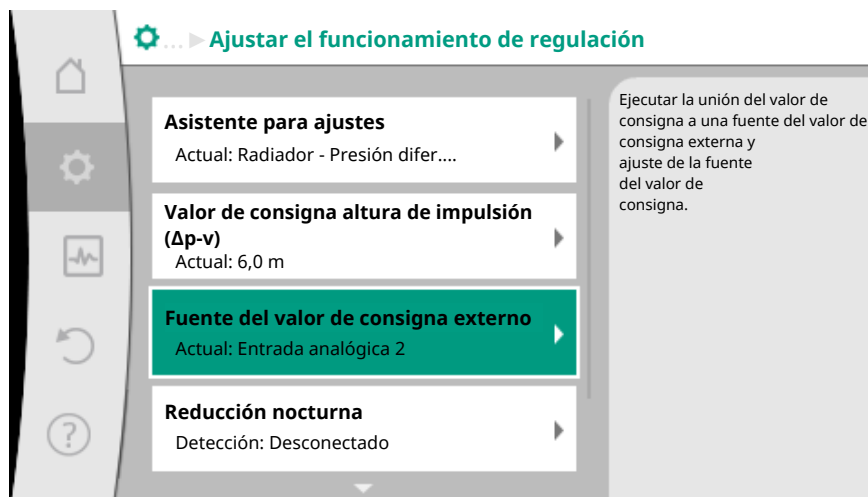 ... Ajustar el funcionamiento de regulación
Asistente para ajustes
Actual: Radiador - Presión difer....
Valor de consigna altura de impulsión
(Δp-v)
Actual: 6,0 m
Fuente del valor de consigna externo
Actual: Entrada analógica 2
Reducción nocturna
Detección: Desconectado
Ejecutar la unión del valor de
consigna a una fuente del valor de
consigna externa y
ajuste de la fuente
del valor de
consigna.
?